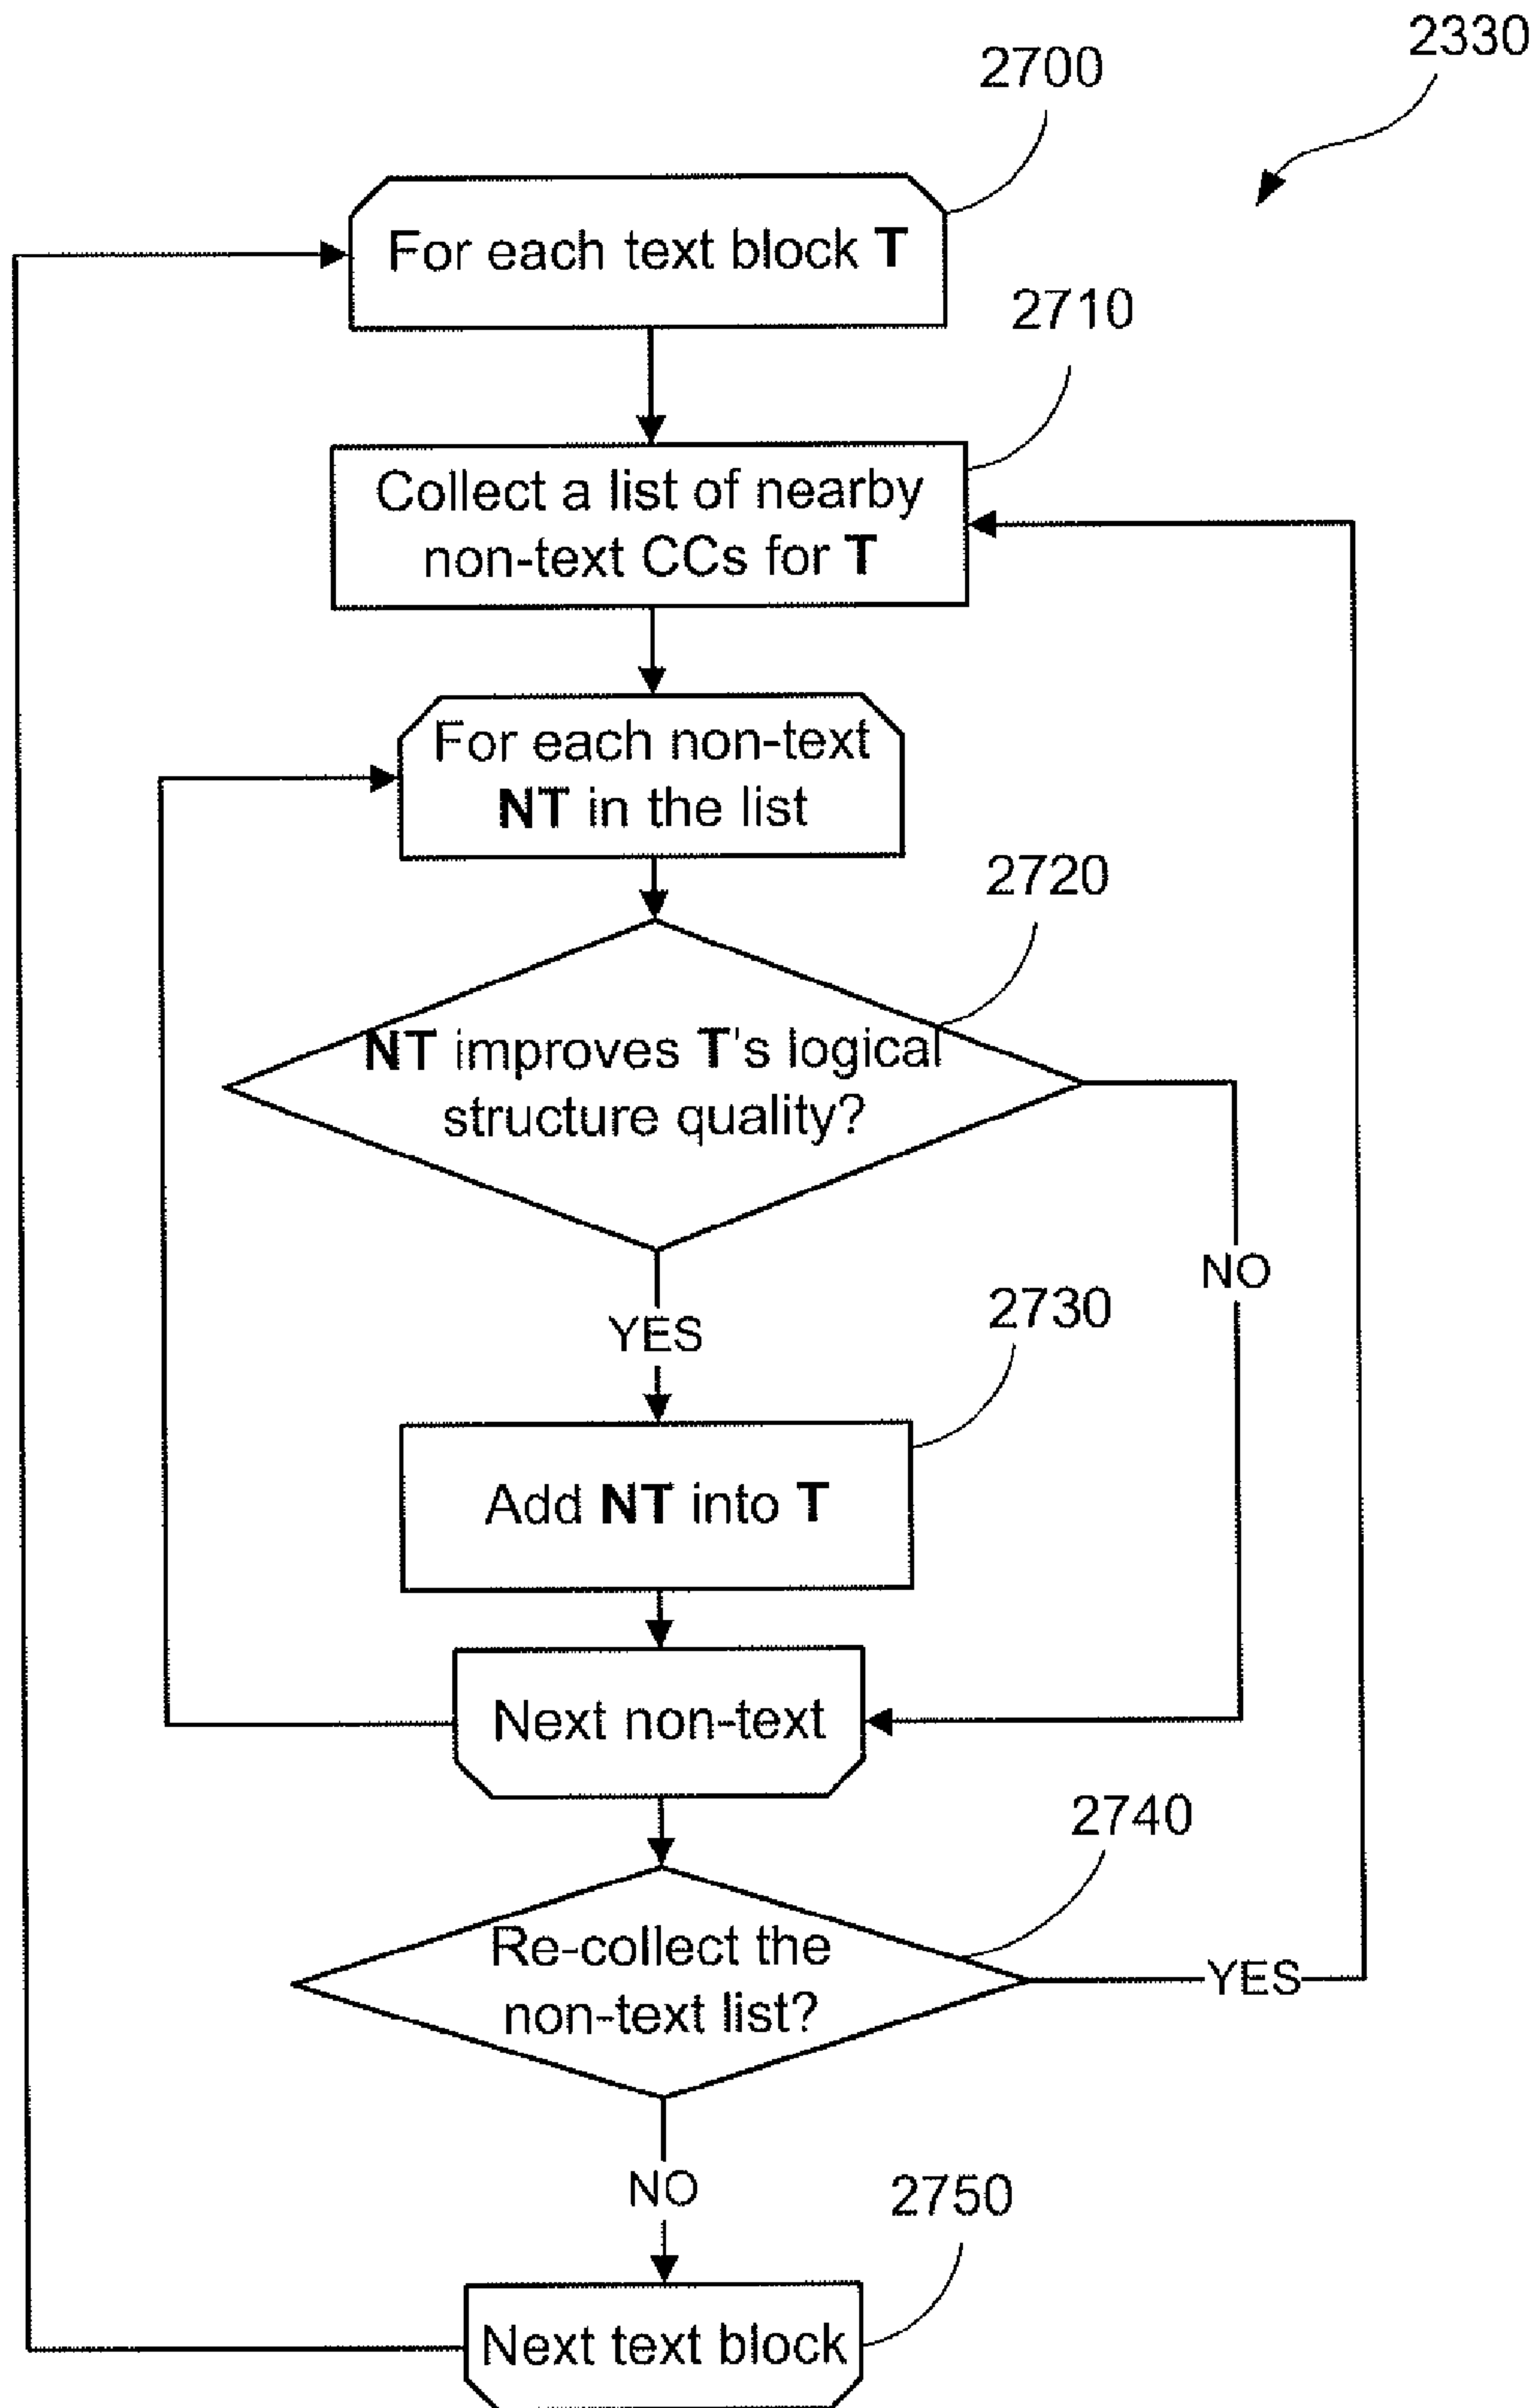 2330
2700
For each text block T
2710
Collect a list of nearby
non-text CCs for T
For each non-text
NT in the list
2720
NT improves T's logical
structure quality?
NO
YES
2730
Add NT into T
Next non-text
2740
Re-collect the
non-text list?
YES
NO
2750
Next text block